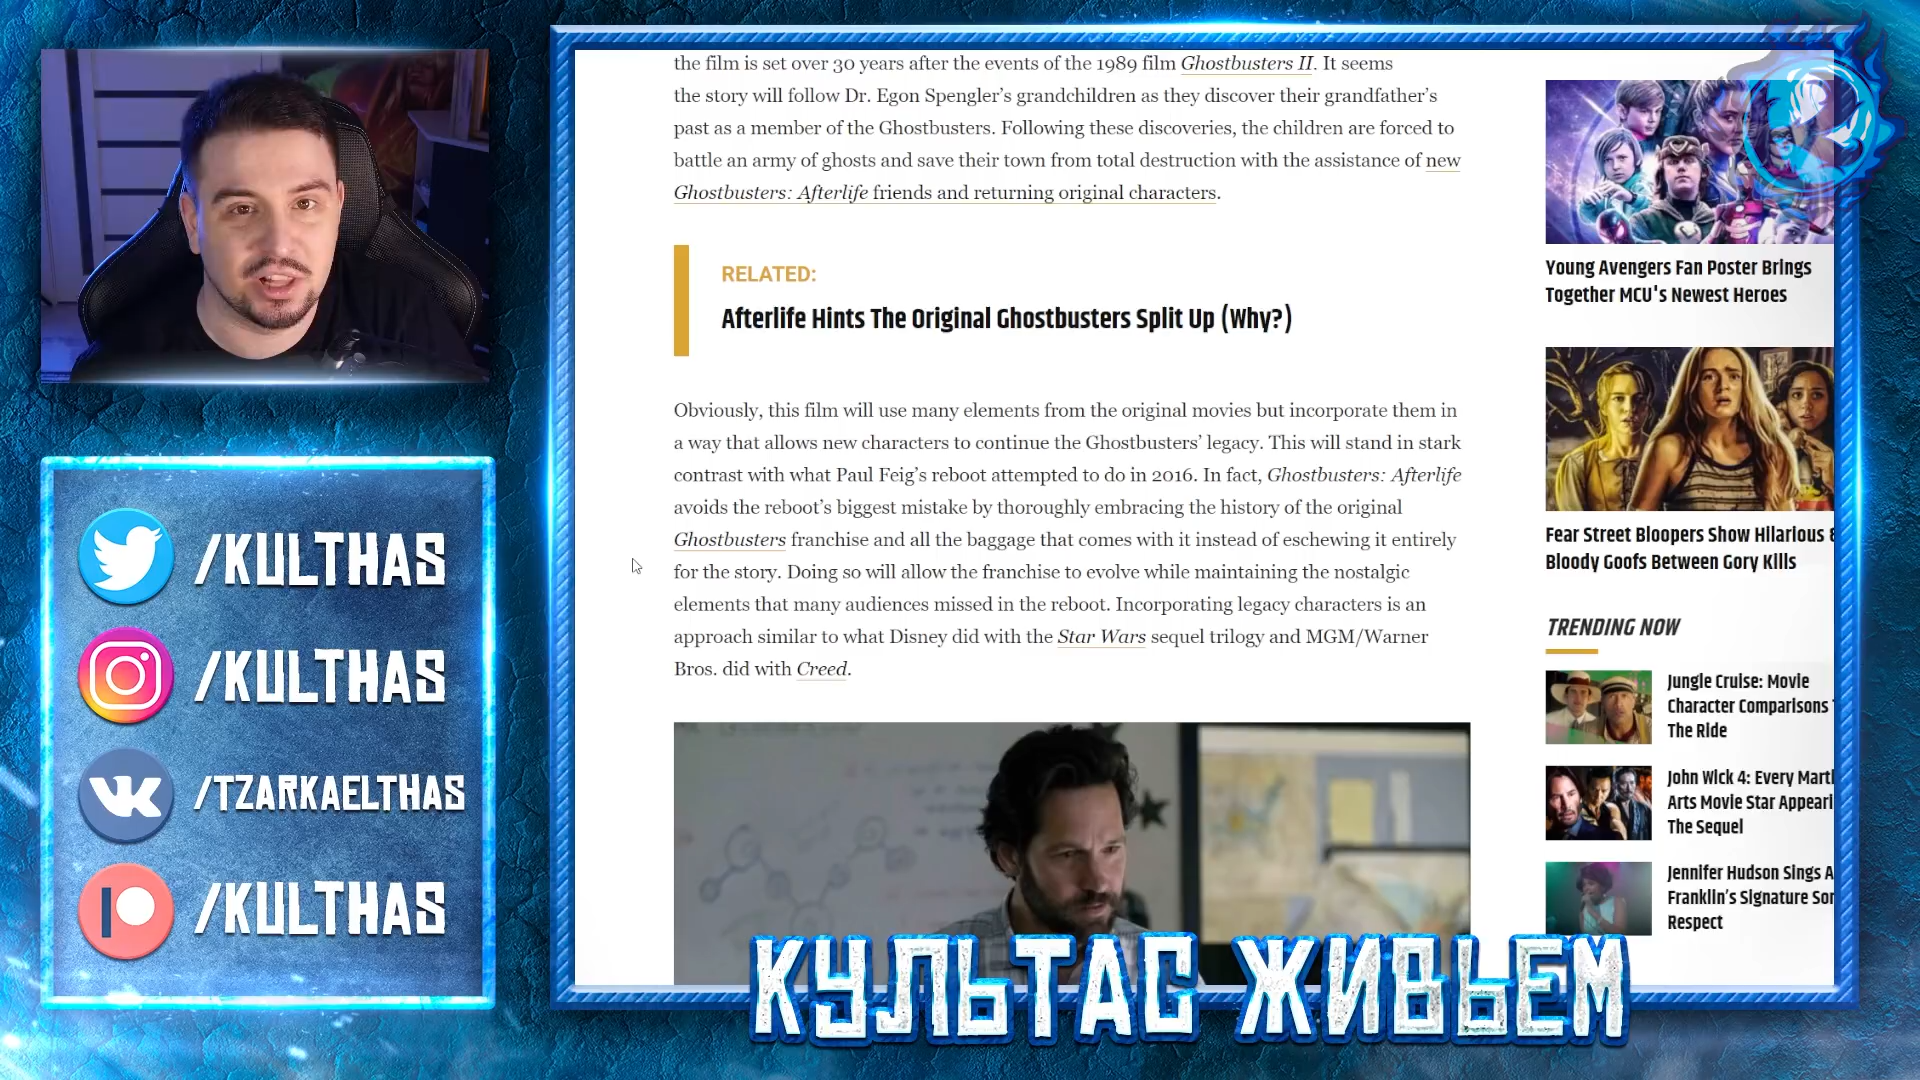 /KULTHAS
/KULTHAS
/TZARKAELTHAS
/KULTHAS
the film is set over 30 years after the events of the 1989 film Ghostbusters II. It seems
the story will follow Dr. Egon Spengler’s grandchildren as they discover their grandfather’s
past as a member of the Ghostbusters. Following these discoveries, the children are forced to
battle an army of ghosts and save their town from total destruction with the assistance of new
Ghostbusters: Afterlife friends and returning original characters.
RELATED:
Afterlife Hints The Original Ghostbusters Split Up (Why?)
Obviously, this film will use many elements from the original movies but incorporate them in
a way that allows new characters to continue the Ghostbusters’ legacy. This will stand in stark
contrast with what Paul Feig’s reboot attempted to do in 2016. In fact, Ghostbusters: Afterlife
avoids the reboot’s biggest mistake by thoroughly embracing the history of the original
Ghostbusters franchise and all the baggage that comes with it instead of eschewing it entirely
for the story. Doing so will allow the franchise to evolve while maintaining the nostalgic
elements that many audiences missed in the reboot. Incorporating legacy characters is an
approach similar to what Disney did with the Star Wars sequel trilogy and MGM/Warner
Bros. did with Creed.
Young Avengers Fan Poster Brings
Together MCU's Newest Heroes
Fear Street Bloopers Show Hilarious
Bloody Goofs Between Gory Kills
TRENDING NOW
Jungle Cruise: Movie
Character Comparisons
The Ride
John Wick 4: Every
Arts Movie Star
The Sequel
Jennifer Hudson Sings
Franklin’s Signature
Respect
КУЛЬТАС ЖИВЬЕМ